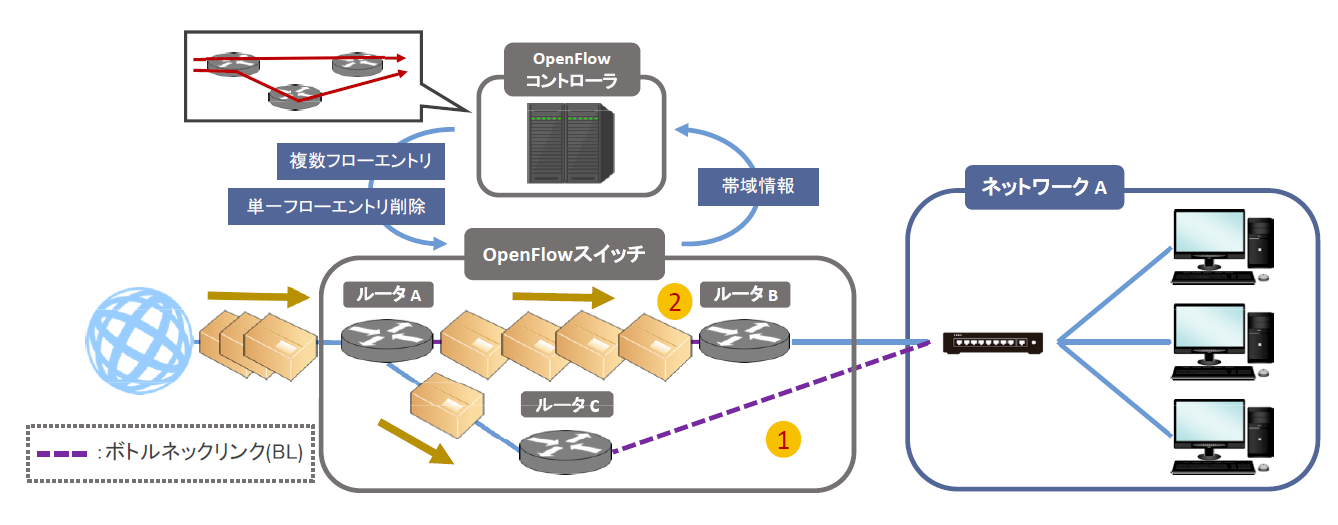 OpenFlow
コントローラ
複数フローエントリ
単一フローエントリ削除
帯域情報
ネットワーク A
OpenFlowスイッチ
ルータ A
2
ルータ B
ルータ C
1
:ボトルネックリンク(BL)